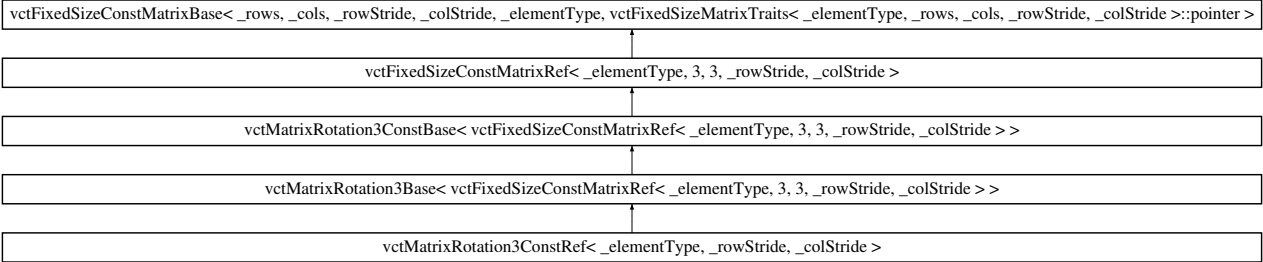 vctFixedSizeConstMatrixBase< _rows, _cols, _rowStride, _colStride, _elementType, vctFixedSizeMatrixTraits< _elementType, _rows, _cols, _rowStride, _colStride >::pointer >
vctFixedSizeConstMatrixRef< _elementType, 3, 3, _rowStride, _colStride >
vctMatrixRotation3ConstBase< vctFixedSizeConstMatrixRef< _elementType, 3, 3, _rowStride, _colStride > >
vctMatrixRotation3Base< vctFixedSizeConstMatrixRef< _elementType, 3, 3, _rowStride, _colStride > >
vctMatrixRotation3ConstRef< _elementType, _rowStride, _colStride >